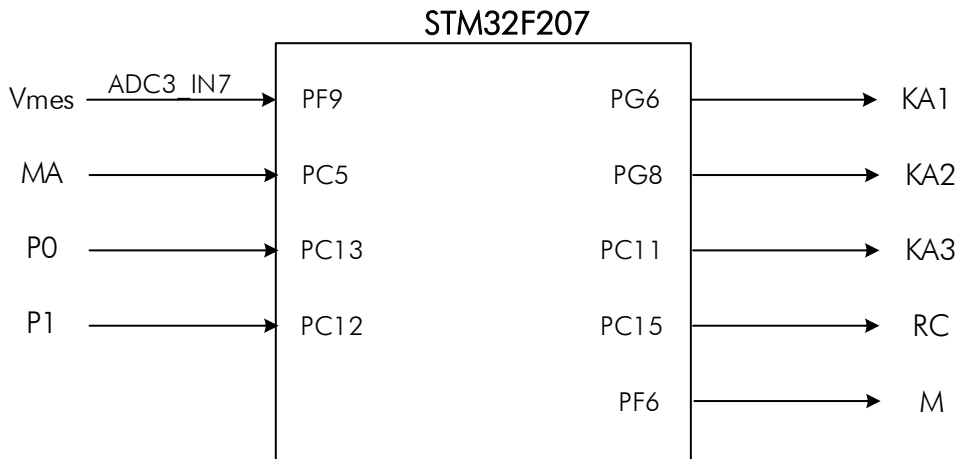 STM32F207
Vmes ADC3_IN7 PF9 PG6 KA1
MA PC5 PG8 KA2
P0 PC13 PC11 KA3
P1 PC12 PC15 RC
PF6 M